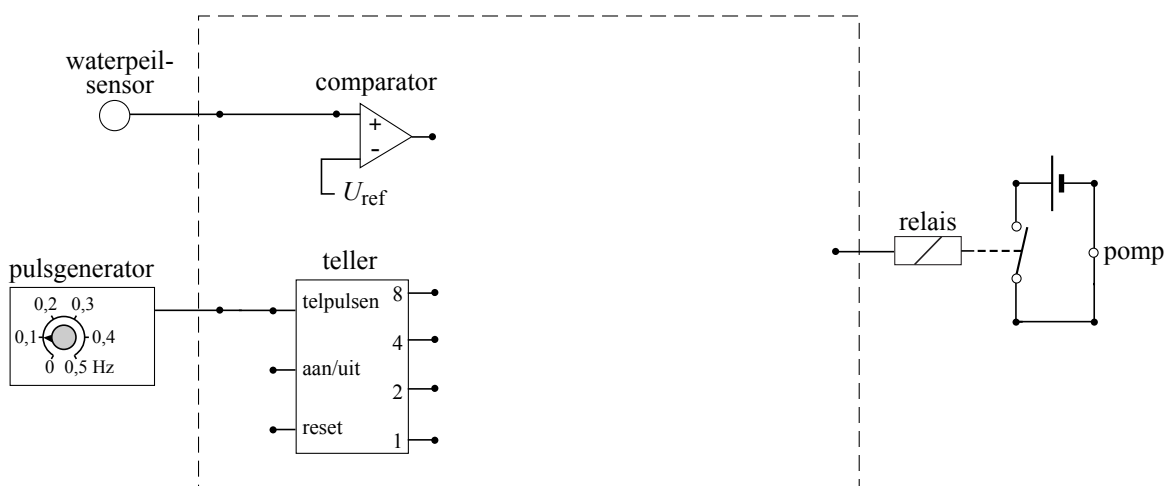 waterpeil-
sensor
comparator
+
-
Uref
relais
pomp
pulsgenerator
0,2 0,3
0,1 0,4
0 0,5 Hz
teller
telpulsen 8
4
aan/uit
2
reset
1